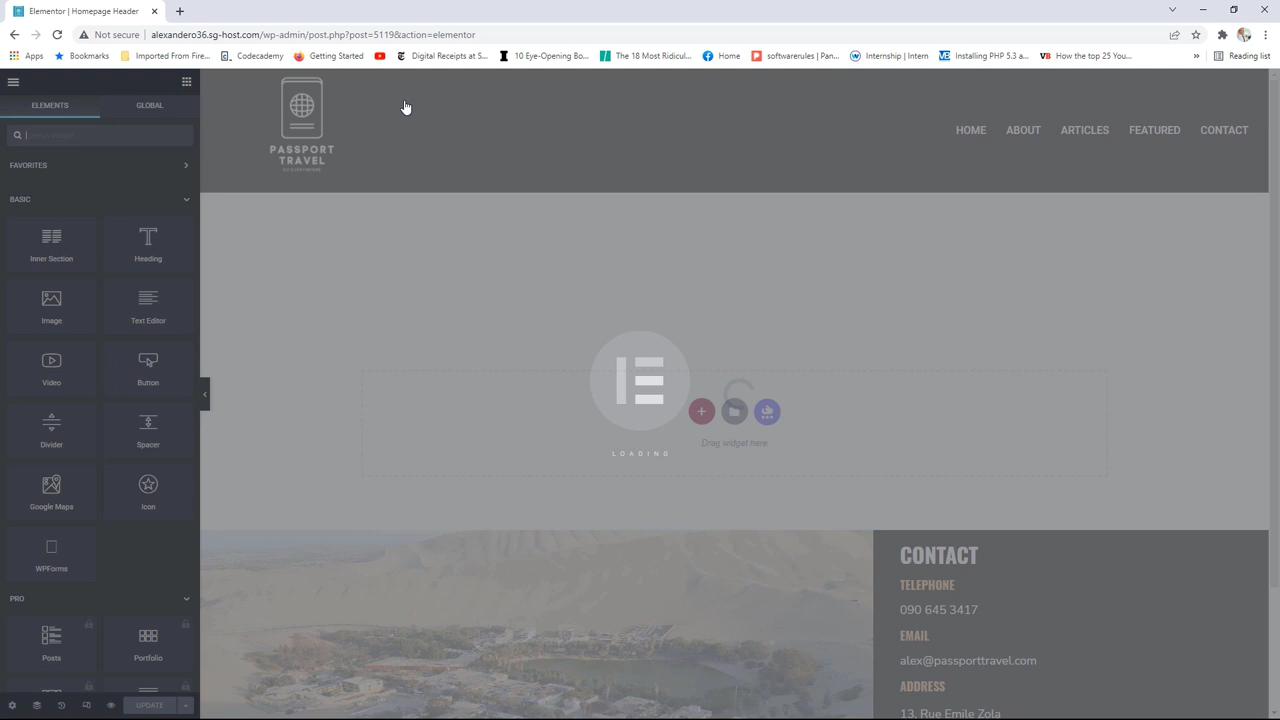 Elementor | Homepage Header
Not secure
alexandero36.sg-host.com/wp-admin/post.php?post=5119&action=elementor
Apps
Bookmarks
Imported From Fire...
Codecademy
Getting Started
Digital Receipts at S...
10 Eye-Opening Bo...
The 18 Most Ridicul...
Home
softwarerules | Pan...
Internship | Intern
Installing PHP 5.3 a...
How the top 25 You...
»
Reading list
ELEMENTS
GLOBAL
FAVORITES
BASIC
Inner Section
Heading
Image
Text Editor
Video
Button
Divider
Spacer
Google Maps
Icon
WPForms
PRO
Posts
Portfolio
UPDATE
PASSPORT
TRAVEL
HOME
ABOUT
ARTICLES
FEATURED
CONTACT
LOADING
Drag widget here
CONTACT
TELEPHONE
090 645 3417
EMAIL
alex@passporttravel.com
ADDRESS
13, Rue Emile Zola